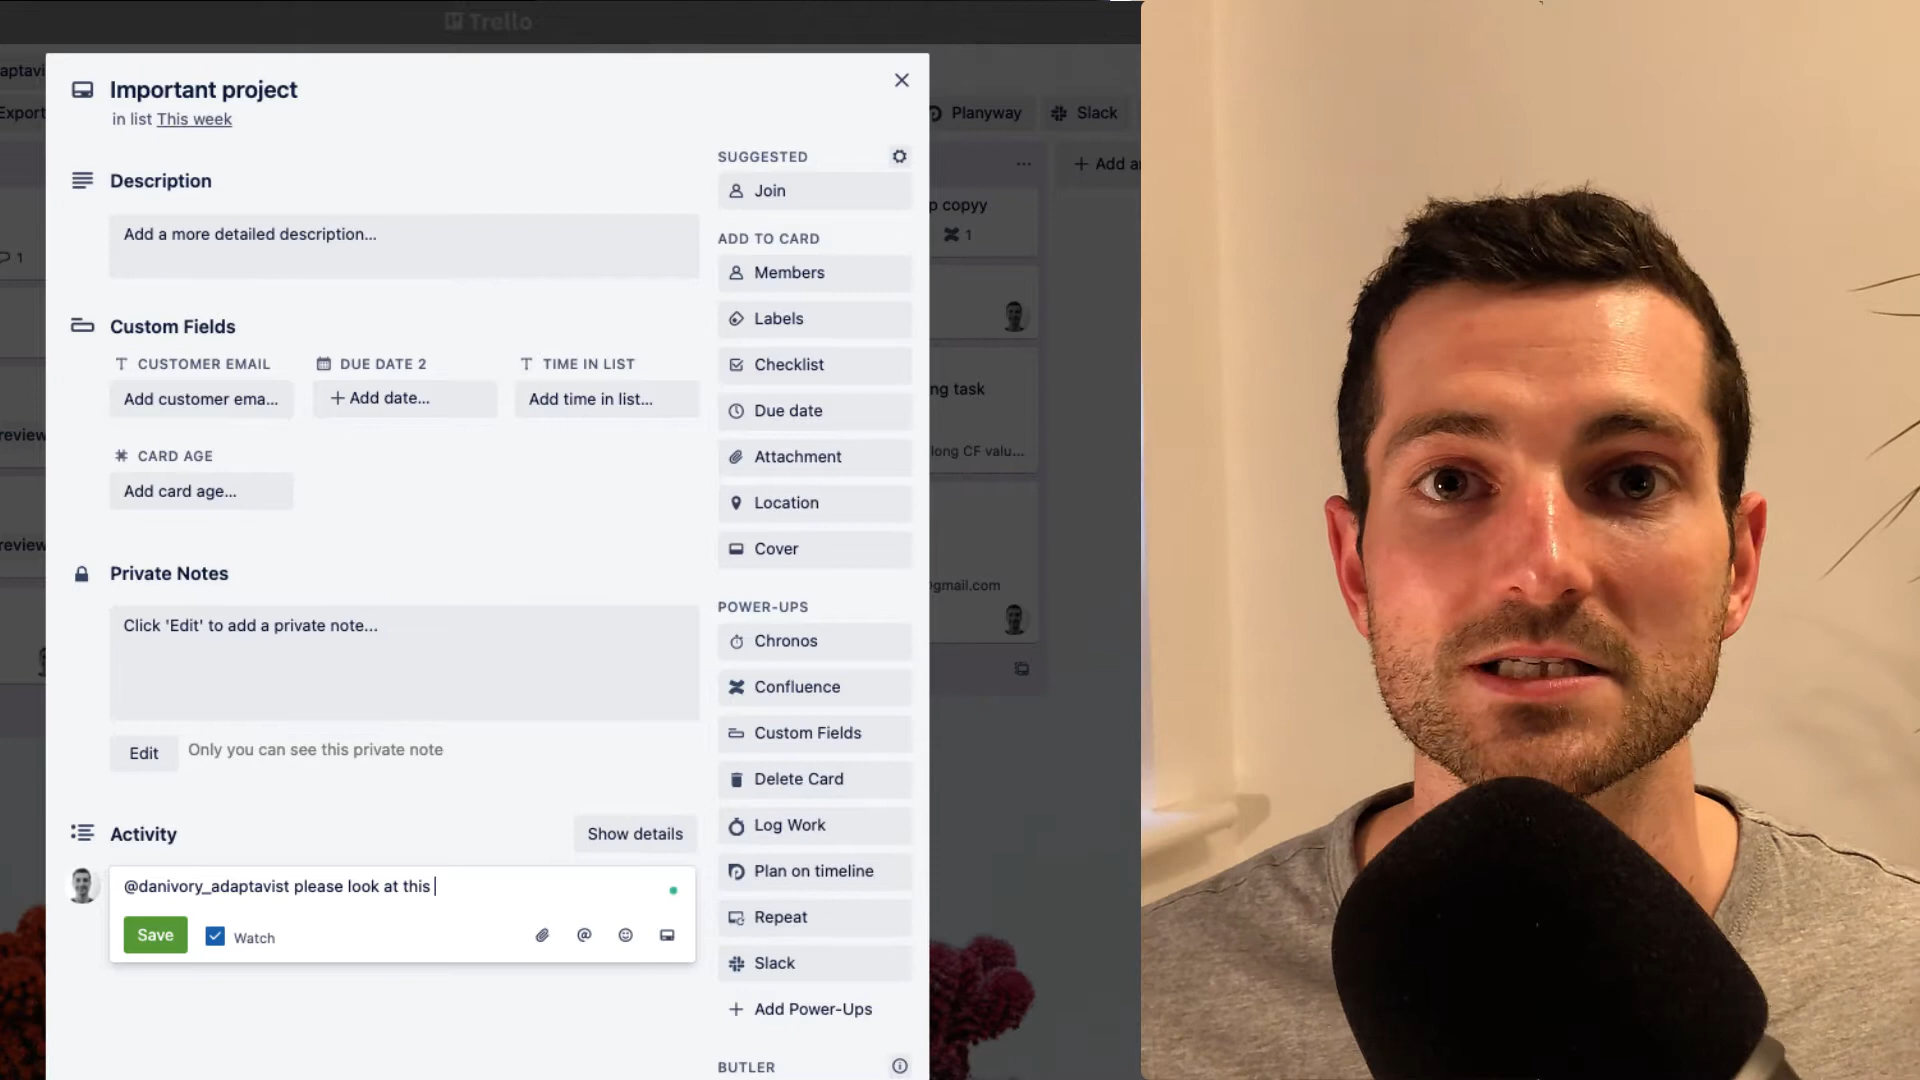 Trello
aptavi
Export
Planyway
Slack
Important project
in list This week
Description
Add a more detailed description...
Custom Fields
CUSTOMER EMAIL
DUE DATE 2
TIME IN LIST
Add customer ema...
+ Add date...
Add time in list...
CARD AGE
Add card age...
Private Notes
Click 'Edit' to add a private note...
Edit
Only you can see this private note
Activity
Show details
@danivory_adaptavist please look at this
Save
Watch
@
SUGGESTED
Join
ADD TO CARD
Members
Labels
Checklist
Due date
Attachment
Location
Cover
POWER-UPS
Chronos
Confluence
Custom Fields
Delete Card
Log Work
Plan on timeline
Repeat
Slack
+ Add Power-Ups
BUTLER
1
review
review
...
+ Add a
p copyy
1
ng task
long CF valu...
@gmail.com